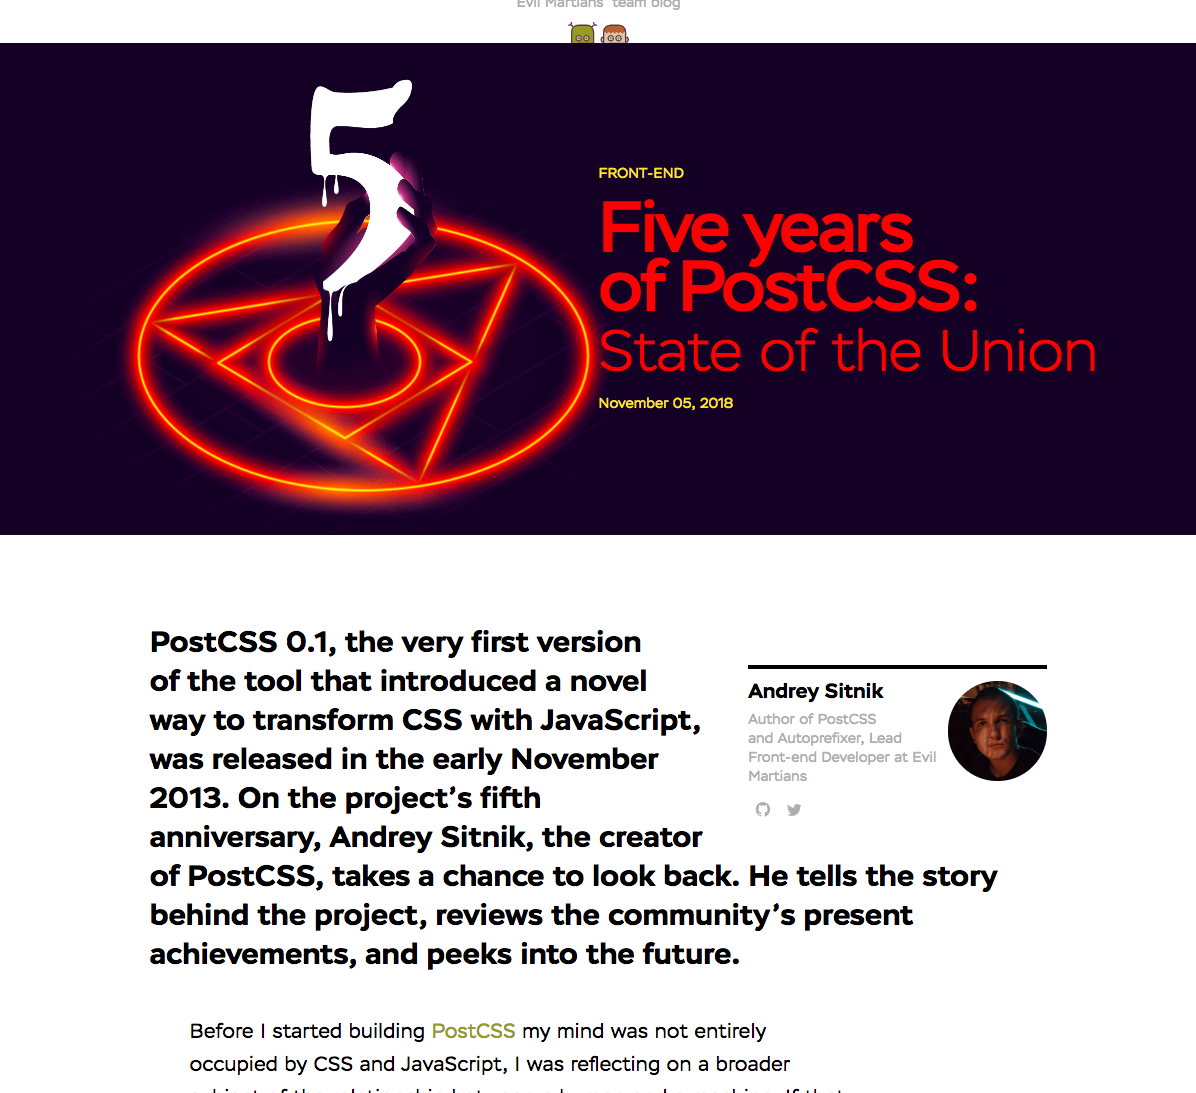 Evil Martians' team blog
5
FRONT-END
Five years
of PostCSS:
State of the Union
November 05, 2018
PostCSS 0.1, the very first version
of the tool that introduced a novel
way to transform CSS with JavaScript,
was released in the early November
2013. On the project’s fifth
anniversary, Andrey Sitnik, the creator
of PostCSS, takes a chance to look back. He tells the story
behind the project, reviews the community’s present
achievements, and peeks into the future.
Andrey Sitnik
Author of PostCSS
and Autoprefixer, Lead
Front-end Developer at Evil
Martians
Before I started building PostCSS my mind was not entirely
occupied by CSS and JavaScript, I was reflecting on a broader